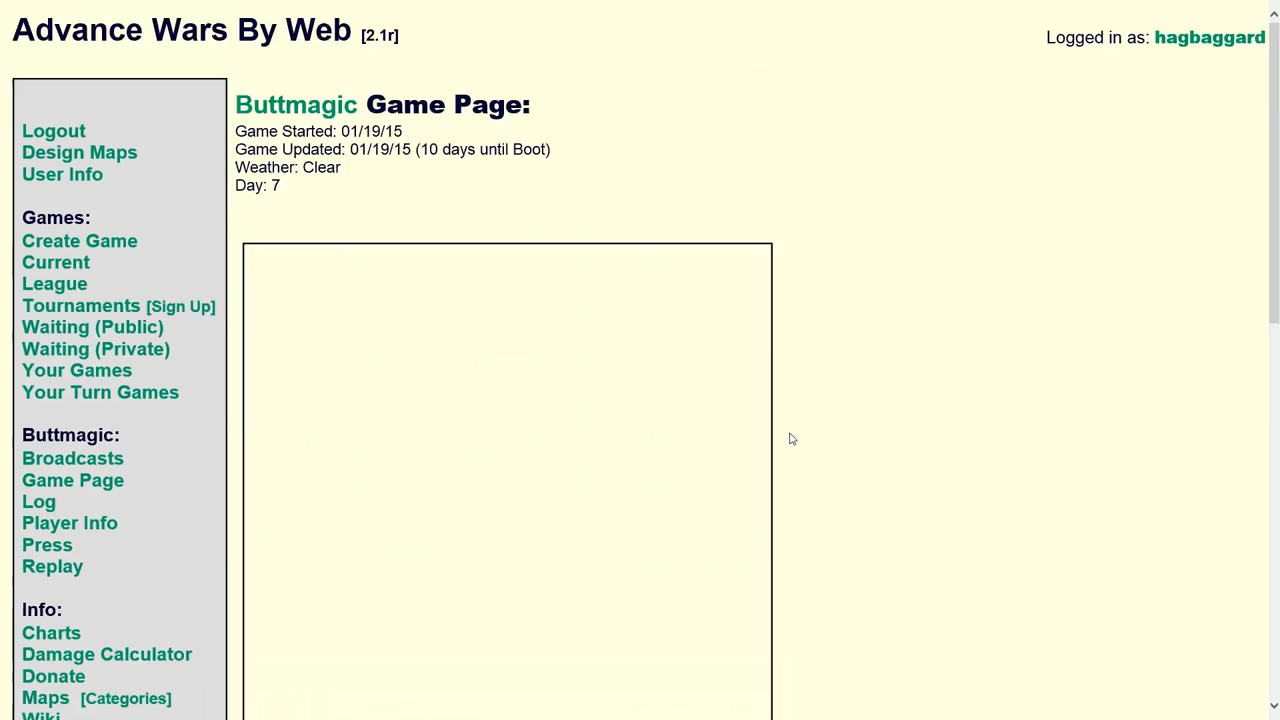 Advance Wars By Web [2.1r]
Logged in as: hagbaggard
Logout
Design Maps
User Info
Games:
Create Game
Current
League
Tournaments [Sign Up]
Waiting (Public)
Waiting (Private)
Your Games
Your Turn Games
Buttmagic:
Broadcasts
Game Page
Log
Player Info
Press
Replay
Info:
Charts
Damage Calculator
Donate
Maps [Categories]
Wiki
Buttmagic Game Page:
Game Started: 01/19/15
Game Updated: 01/19/15 (10 days until Boot)
Weather: Clear
Day: 7